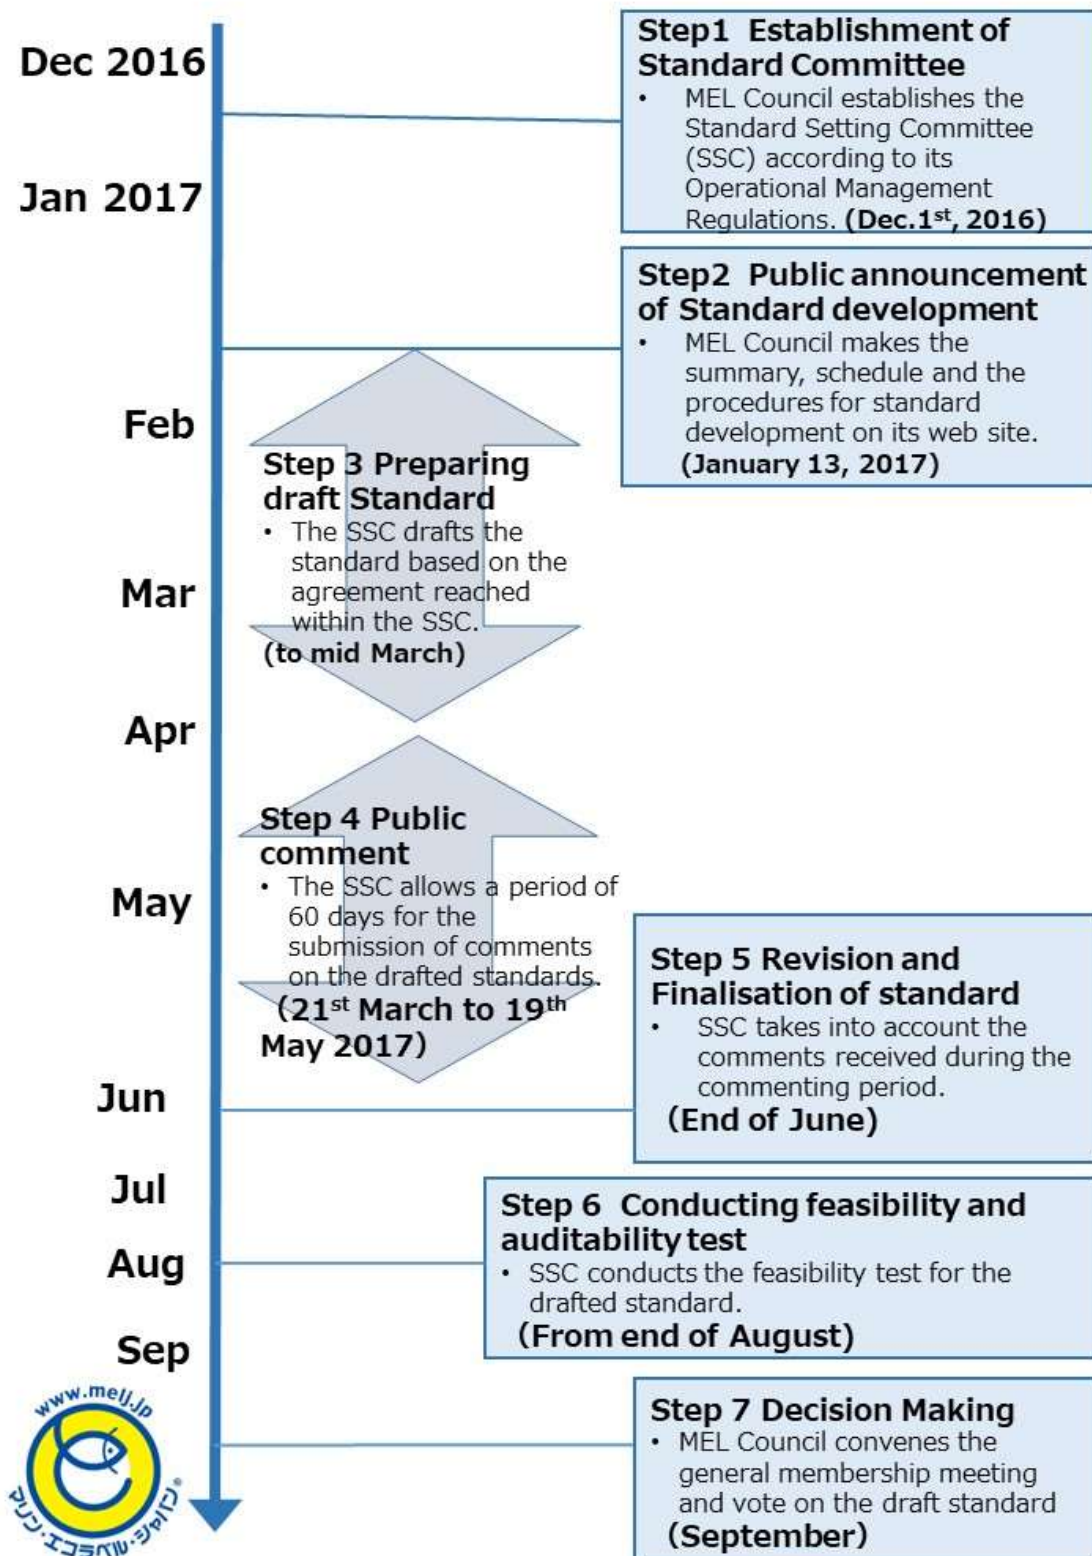 Dec 2016
Step1 Establishment of
Standard Committee
• MEL Council establishes the
Standard Setting Committee
(SSC) according to its
Operational Management
Regulations. (Dec.1st, 2016)
Jan 2017
Step2 Public announcement
of Standard development
• MEL Council makes the
summary, schedule and the
procedures for standard
development on its web site.
(January 13, 2017)
Feb
Step 3 Preparing
draft Standard
• The SSC drafts the
standard based on the
agreement reached
within the SSC.
(to mid March)
Mar
Apr
Step 4 Public
comment
• The SSC allows a period of
60 days for the
submission of comments
on the drafted standards.
(21st March to 19th
May 2017)
May
Step 5 Revision and
Finalisation of standard
• SSC takes into account the
comments received during the
commenting period.
(End of June)
Jun
Jul
Step 6 Conducting feasibility and
auditability test
• SSC conducts the feasibility test for the
drafted standard.
(From end of August)
Aug
Sep
Step 7 Decision Making
• MEL Council convenes the
general membership meeting
and vote on the draft standard
(September)
www.melj.jp
マリン・エコラベル・ジャパン®